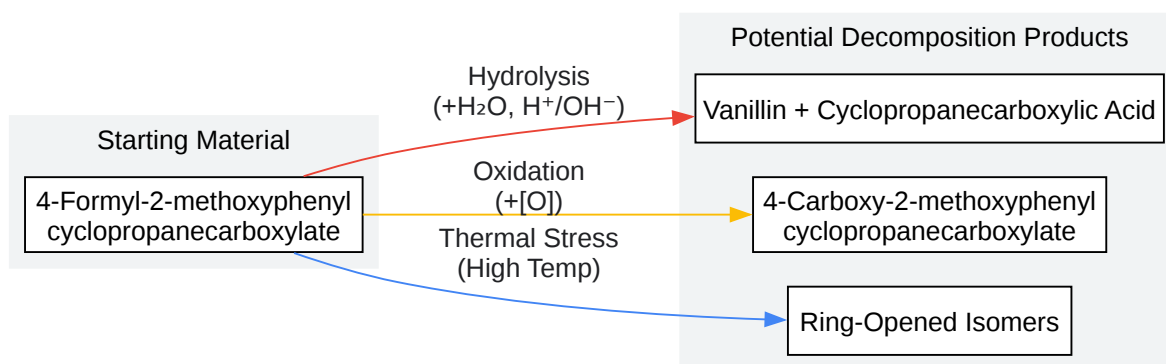 Potential Decomposition Products
Hydrolysis
(+H₂O, H⁺/OH⁻)
Vanillin + Cyclopropanecarboxylic Acid
Starting Material
4-Formyl-2-methoxyphenyl
cyclopropanecarboxylate
Oxidation
(+[O])
4-Carboxy-2-methoxyphenyl
cyclopropanecarboxylate
Thermal Stress
(High Temp)
Ring-Opened Isomers